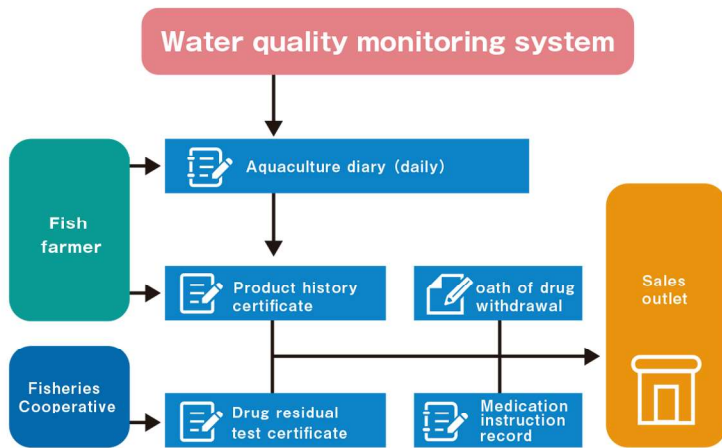 Water quality monitoring system
Aquaculture diary (daily)
Fish
farmer
Product history
certificate
oath of drug
withdrawal
Sales
outlet
Fisheries
Cooperative
Drug residual
test certificate
Medication
instruction
record